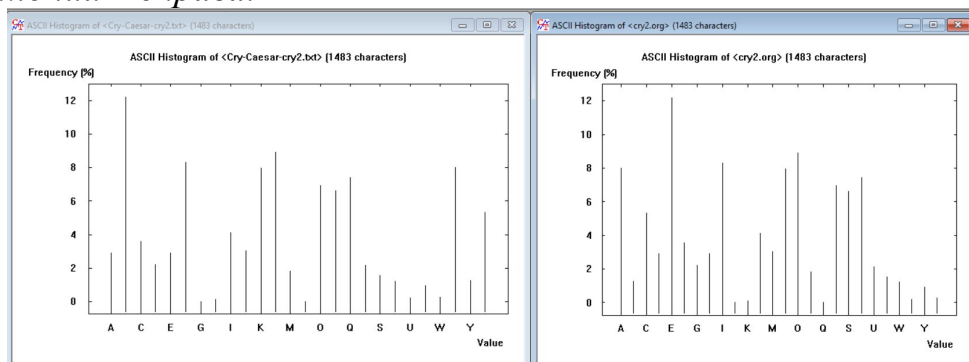 ASCII Histogram of <Cry-Caesar-cry2.txt> (1483 characters)
ASCII Histogram of <Cry-Caesar-cry2.txt> (1483 characters)
Frequency (%)
12
10
8
6
4
2
0
A C E G I K M O Q S U W Y
Value
ASCII Histogram of <cry2.org> (1483 characters)
ASCII Histogram of <cry2.org> (1483 characters)
Frequency (%)
12
10
8
6
4
2
0
A C E G I K M O Q S U W Y
Value